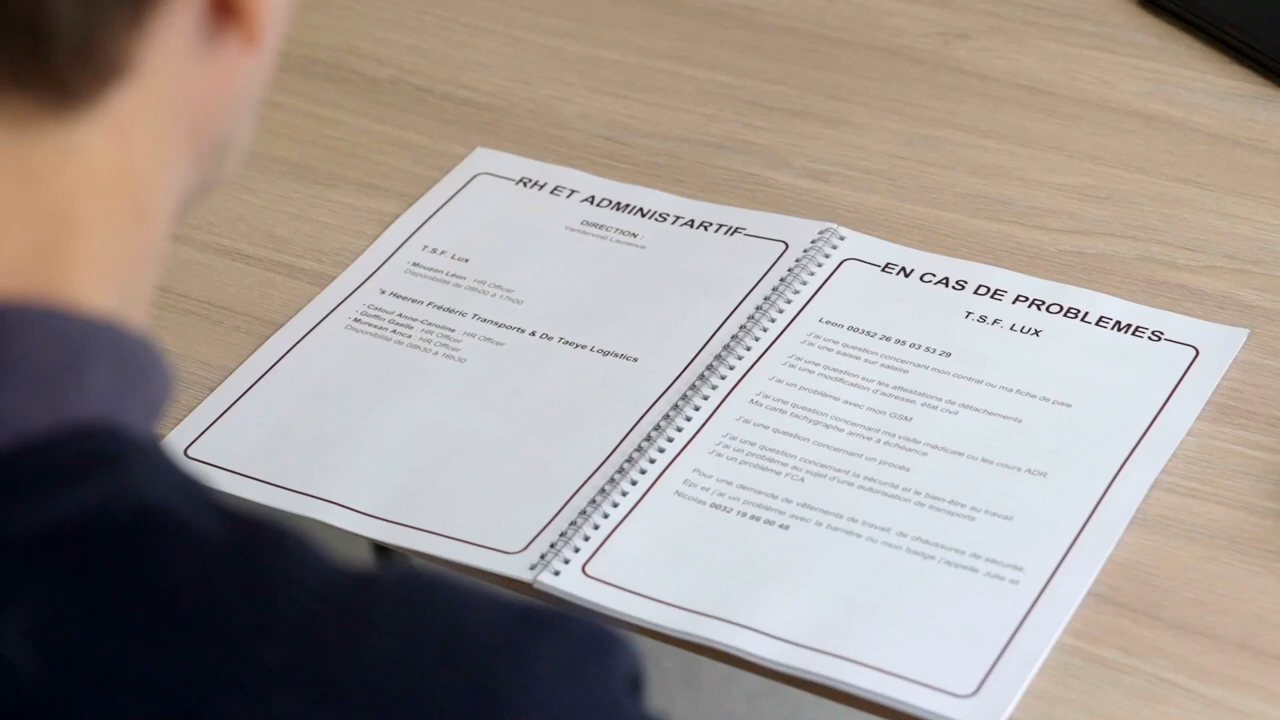 RH ET ADMINISTARTIF
DIRECTION :
Vandervoël Laurence
T.S.F. Lux
- Mouzon Léon : HR Officer
Disponibilité de 08h00 à 17h00
's Heeren Frédéric Transports & De Taeye Logistics
- Catoul Anne-Caroline : HR Officer
- Goffin Gaelle : HR Officer
- Muresan Anca : HR Officer
Disponibilité de 08h30 à 16h30
EN CAS DE PROBLEMES
T.S.F. LUX
Leon 00352 26 95 03 53 29
J'ai une question concernant mon contrat ou ma fiche de paie
J'ai une saisie sur salaire
J'ai une question sur les attestations de détachements
J'ai une modification d'adresse, état civil
J'ai un problème avec mon GSM
J'ai une question concernant ma visite médicale ou les cours ADR
Ma carte tachygraphe arrive à échéance
J'ai une question concernant un procès
J'ai une question concernant la sécurité et le bien-être au travail
J'ai un problème au sujet d'une autorisation de transports
J'ai un problème FCA
Pour une demande de vêtements de travail, de chaussures de sécurité,
Epi et j'ai un problème avec la barrière ou mon badge j'appelle Julie et
Nicolas 0032 19 86 00 48